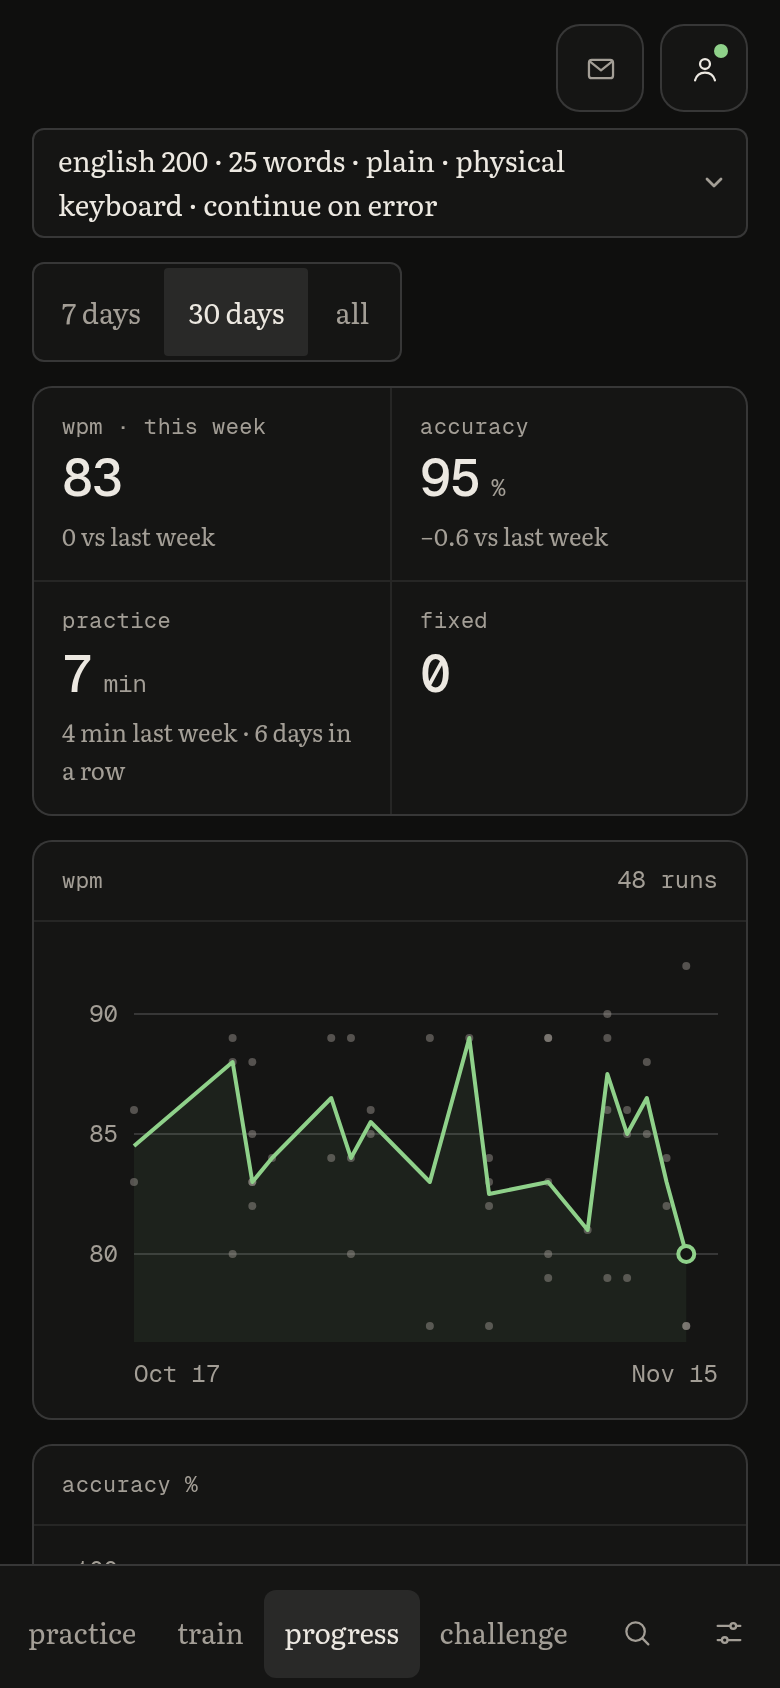 english 200 · 25 words · plain · physical
keyboard · continue on error
7 days 30 days all
wpm · this week
83
0 vs last week
accuracy
95 %
−0.6 vs last week
practice
7 min
4 min last week · 6 days in
a row
fixed
0
wpm 48 runs
90
85
80
Oct 17 Nov 15
accuracy %
practice train progress challenge